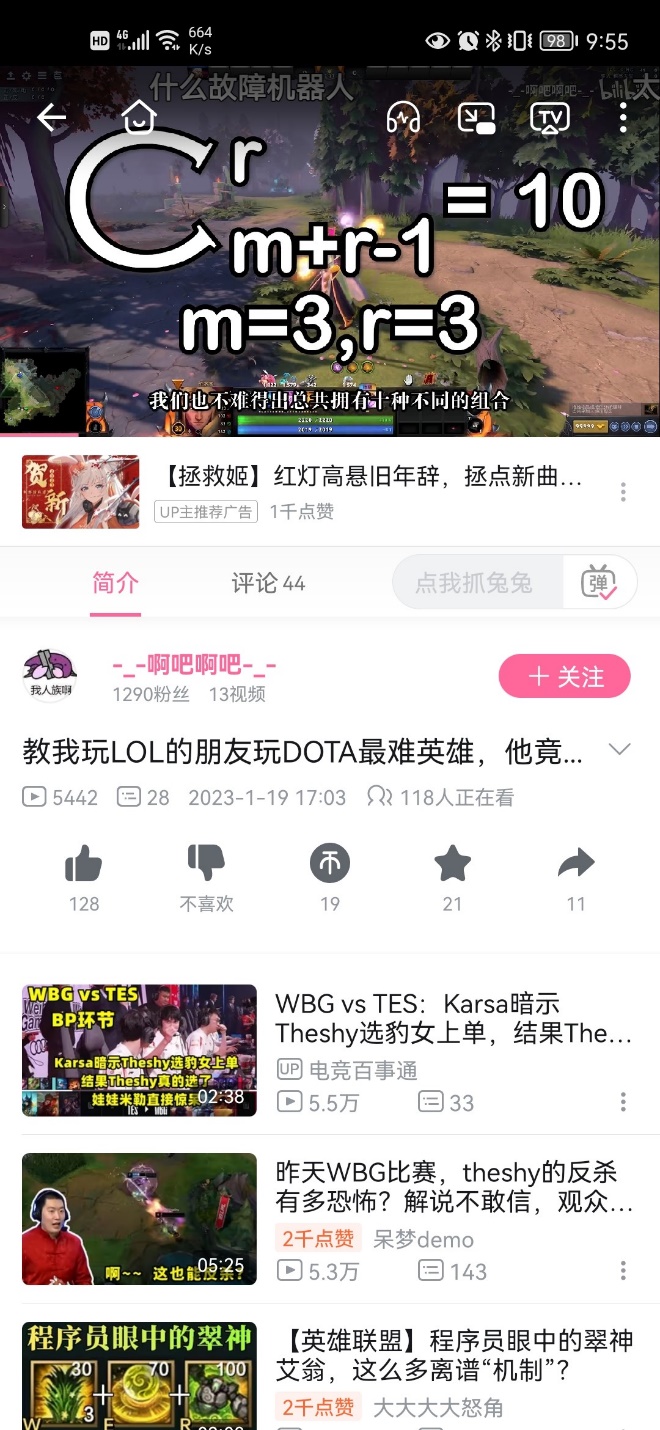 HD 4G 664 K/s 98 9:55
什么故障机器人
TV
C r m+r-1 = 10
m=3,r=3
我们也不难得出总共拥有十种不同的组合
贺新
【拯救姬】红灯高悬旧年辞，拯点新曲...
UP主推荐广告 1千点赞
简介 评论 44 点我抓兔兔 弹
我人族啊
-_-啊吧啊吧-_-
1290粉丝 13视频
+ 关注
教我玩LOL的朋友玩DOTA最难英雄，他竟...
5442 28 2023-1-19 17:03 118人正在看
128 不喜欢 19 21 11
WBG vs TES
BP环节
Karsa暗示Theshy选豹女上单
结果Theshy真的选了
娃娃米勒直接惊呆
02:38
WBG vs TES：Karsa暗示
Theshy选豹女上单，结果The...
UP 电竞百事通
5.5万 33
啊~~ 这也能反杀?
05:25
昨天WBG比赛，theshy的反杀
有多恐怖？解说不敢信，观众...
2千点赞 呆梦demo
5.3万 143
程序员眼中的翠神
30 70 100
3 + +
W E R
【英雄联盟】程序员眼中的翠神
艾翁，这么多离谱“机制”？
2千点赞 大大大大怒角